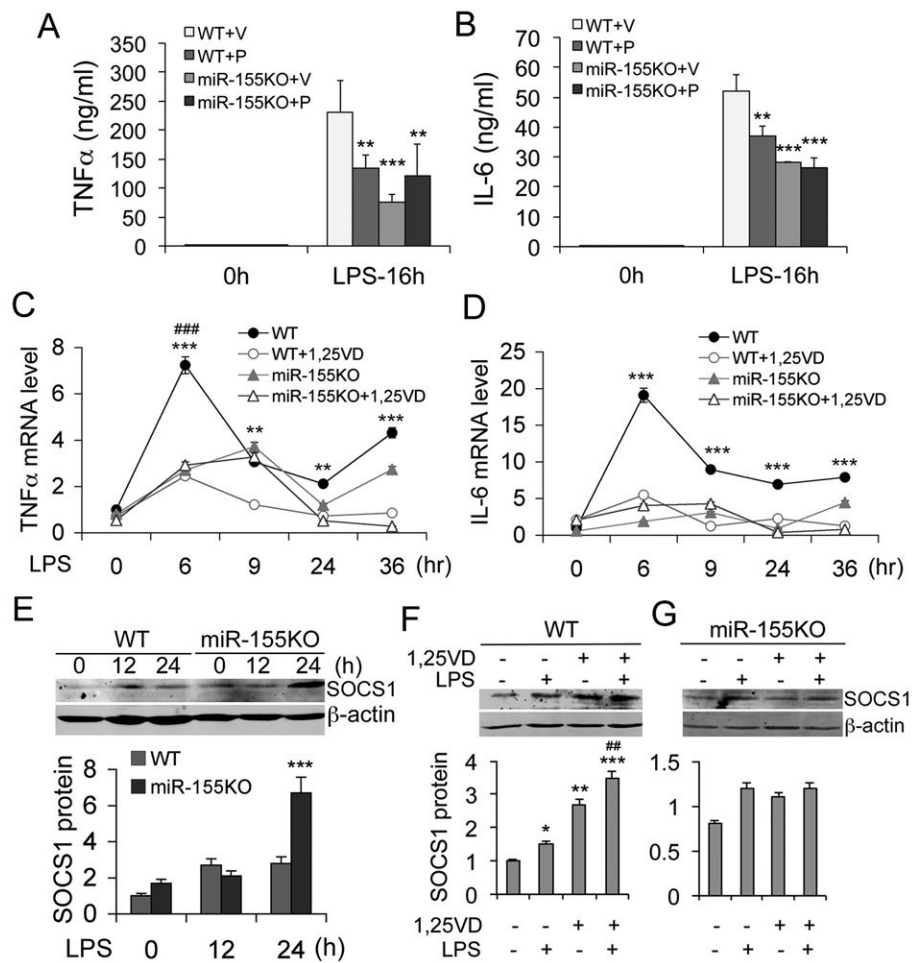 A
WT+V
WT+P
miR-155KO+V
miR-155KO+P
TNFα (ng/ml)
350
300
250
200
150
100
50
0
**
***
**
0h
LPS-16h
B
WT+V
WT+P
miR-155KO+V
miR-155KO+P
IL-6 (ng/ml)
70
60
50
40
30
20
10
0
**
***
***
0h
LPS-16h
C
WT
WT+1,25VD
miR-155KO
miR-155KO+1,25VD
TNFα mRNA level
8
6
4
2
0
###
***
**
**
***
LPS
0 6 9 24 36 (hr)
D
WT
WT+1,25VD
miR-155KO
miR-155KO+1,25VD
IL-6 mRNA level
25
20
15
10
5
0
***
***
***
***
0 6 9 24 36 (hr)
E
WT miR-155KO
0 12 24 0 12 24 (h)
SOCS1
β-actin
WT
miR-155KO
SOCS1 protein
8
6
4
2
0
***
LPS 0 12 24 (h)
F
WT
1,25VD - - + +
LPS - + - +
SOCS1 protein
4
3
2
1
0
*
**
##
***
1,25VD - - + +
LPS - + - +
G
miR-155KO
- - + +
- + - +
SOCS1
β-actin
1.5
1
0.5
0
- - + +
- + - +